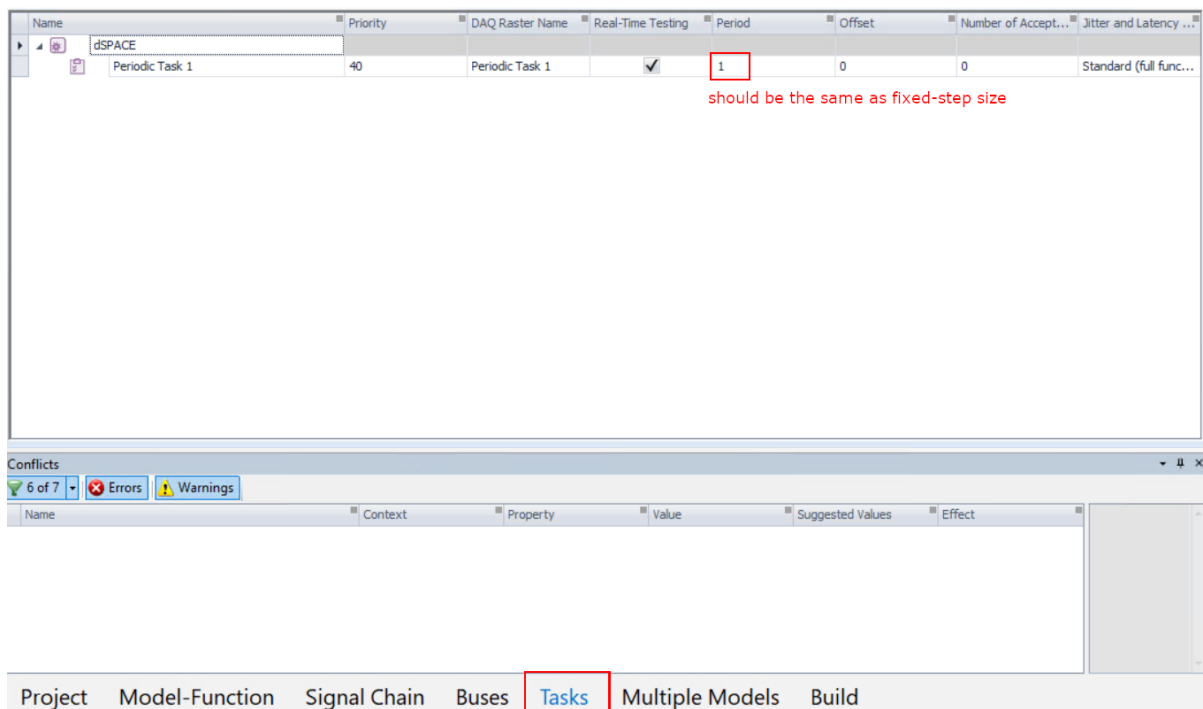 Name Priority DAQ Raster Name Real-Time Testing Period Offset Number of Accept... Jitter and Latency ...
dSPACE
Periodic Task 1 40 Periodic Task 1 1 0 0 Standard (full func...
should be the same as fixed-step size
Conflicts
6 of 7 Errors Warnings
Name Context Property Value Suggested Values Effect
Project Model-Function Signal Chain Buses Tasks Multiple Models Build